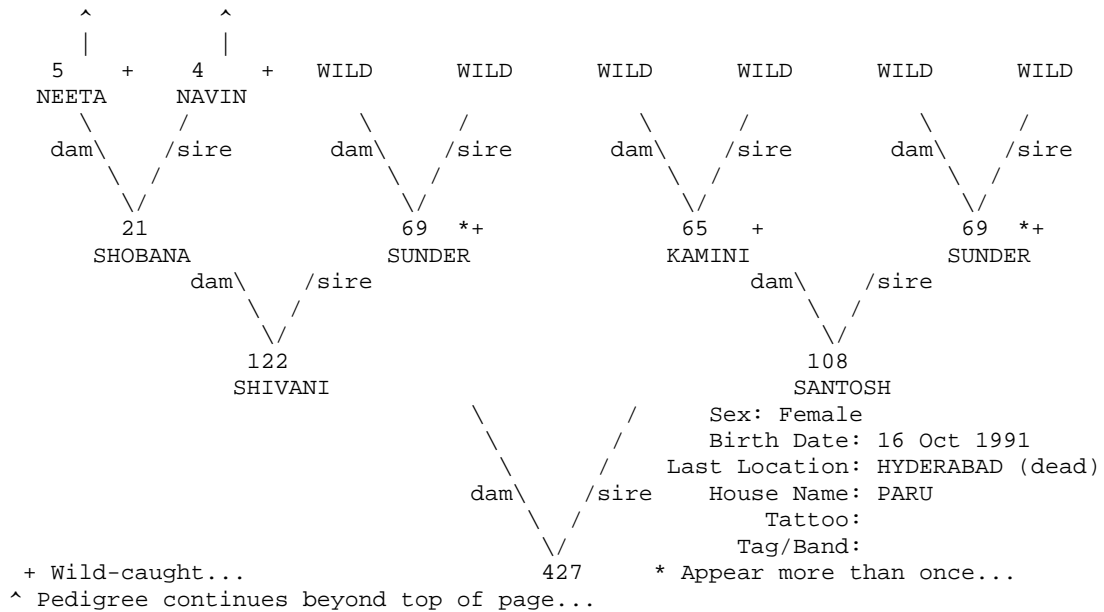 ^ ^
| |
5 + 4 + WILD WILD WILD WILD WILD WILD
NEETA NAVIN
\ / \ / \ / \ /
dam\ /sire dam\ /sire dam\ /sire dam\ /sire
\ / \ / \ / \ /
\/ \/ \/ \/
21 69 *+ 65 + 69 *+
SHOBANA SUNDER KAMINI SUNDER
dam\ /sire dam\ /sire
\ / \ /
\/ \/
122 108
SHIVANI SANTOSH
\ / Sex: Female
\ / Birth Date: 16 Oct 1991
\ / Last Location: HYDERABAD (dead)
dam\ /sire House Name: PARU
\ / Tattoo:
\/ Tag/Band:
+ Wild-caught... 427 * Appear more than once...
^ Pedigree continues beyond top of page...